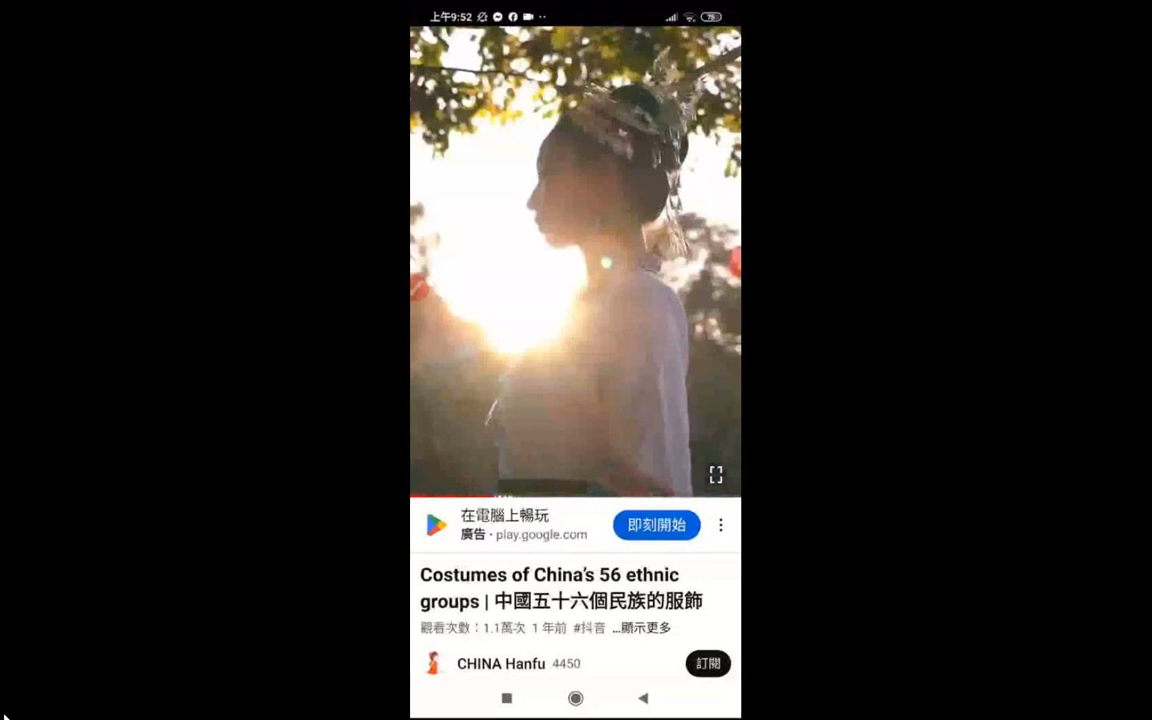 上午9:52
75
在電腦上暢玩
廣告・play.google.com
即刻開始
Costumes of China's 56 ethnic
groups | 中國五十六個民族的服飾
觀看次數：1.1萬次 1 年前 #抖音 ...顯示更多
CHINA Hanfu 4450
訂閱